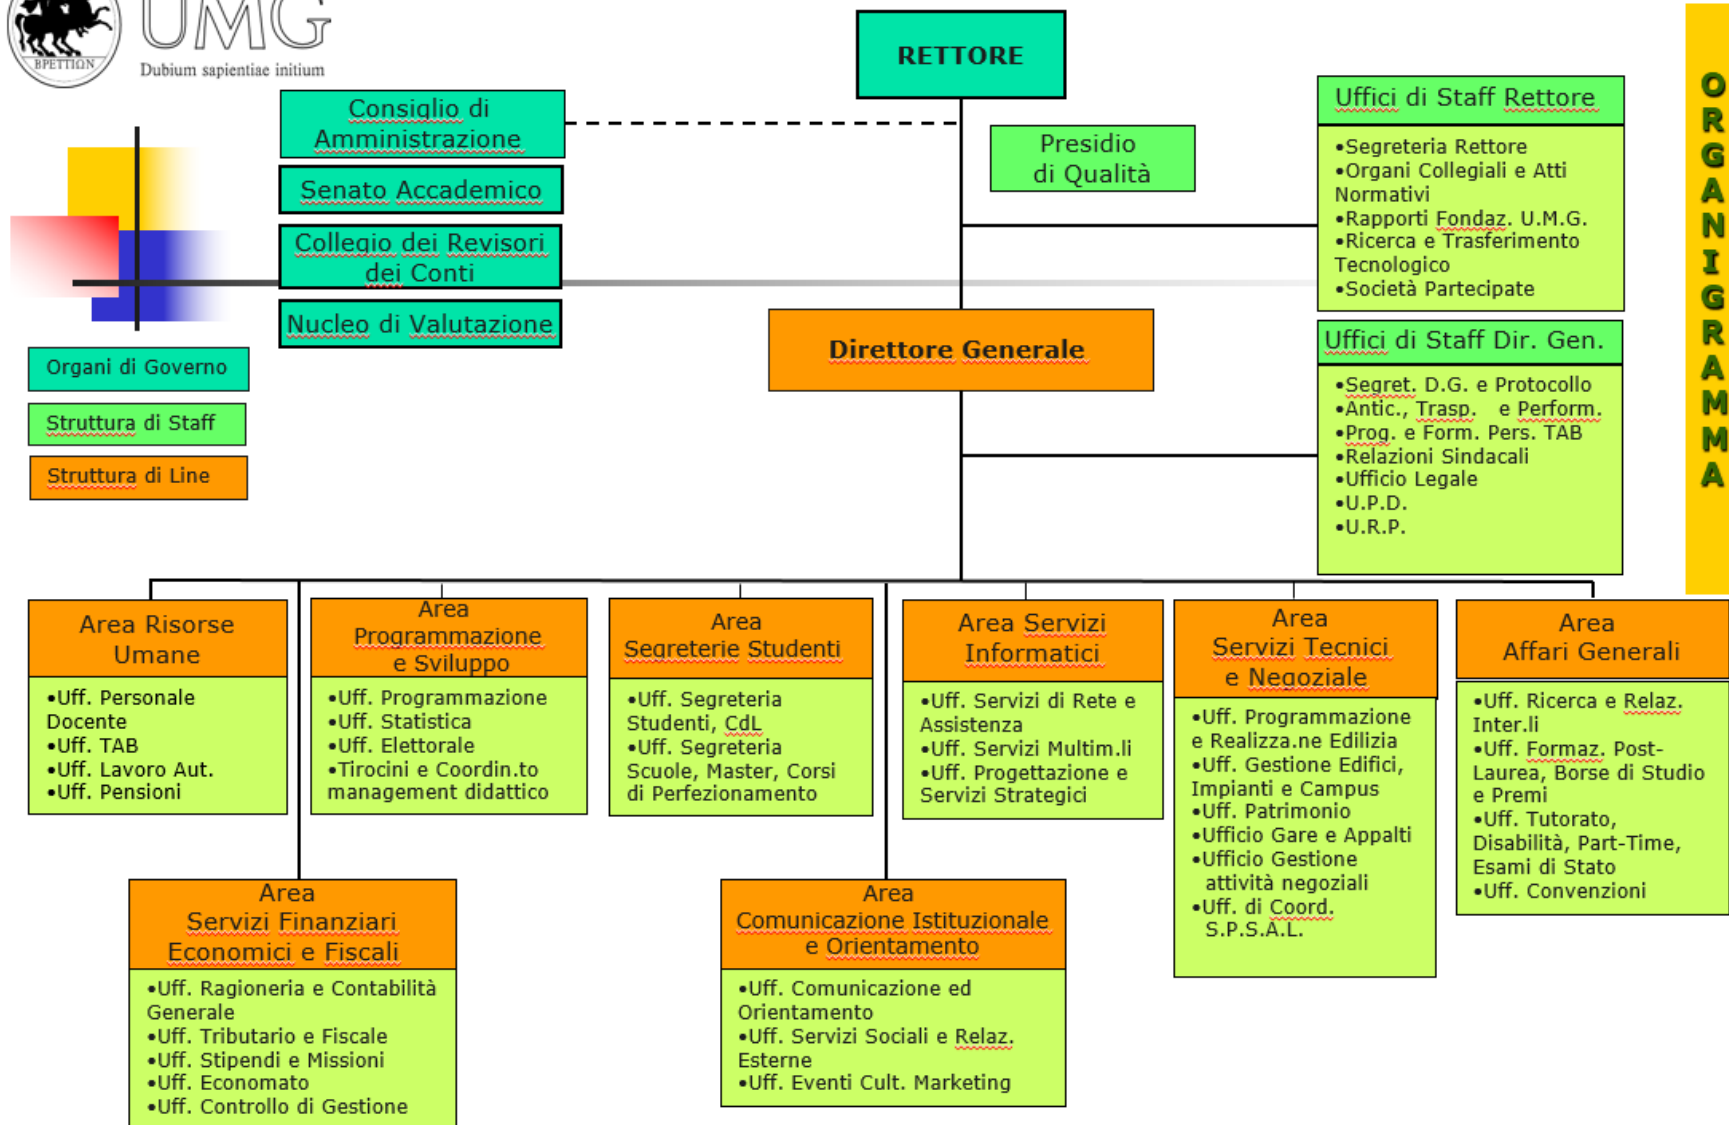 ΒΡΕΤΤΙΩΝ
UMG
Dubium sapientiae initium
RETTORE
Consiglio di
Amministrazione
Senato Accademico
Collegio dei Revisori
dei Conti
Nucleo di Valutazione
Presidio
di Qualità
Uffici di Staff Rettore
•Segreteria Rettore
•Organi Collegiali e Atti
Normativi
•Rapporti Fondaz. U.M.G.
•Ricerca e Trasferimento
Tecnologico
•Società Partecipate
ORGANIGRAMMA
Direttore Generale
Uffici di Staff Dir. Gen.
•Segret. D.G. e Protocollo
•Antic., Trasp. e Perform.
•Prog. e Form. Pers. TAB
•Relazioni Sindacali
•Ufficio Legale
•U.P.D.
•U.R.P.
Organi di Governo
Struttura di Staff
Struttura di Line
Area Risorse
Umane
•Uff. Personale
Docente
•Uff. TAB
•Uff. Lavoro Aut.
•Uff. Pensioni
Area
Programmazione
e Sviluppo
•Uff. Programmazione
•Uff. Statistica
•Uff. Elettorale
•Tirocini e Coordin.to
management didattico
Area
Segreterie Studenti
•Uff. Segreteria
Studenti, CdL
•Uff. Segreteria
Scuole, Master, Corsi
di Perfezionamento
Area Servizi
Informatici
•Uff. Servizi di Rete e
Assistenza
•Uff. Servizi Multim.li
•Uff. Progettazione e
Servizi Strategici
Area
Servizi Tecnici
e Negoziale
•Uff. Programmazione
e Realizza.ne Edilizia
•Uff. Gestione Edifici,
Impianti e Campus
•Uff. Patrimonio
•Ufficio Gare e Appalti
•Ufficio Gestione
attività negoziali
•Uff. di Coord.
S.P.S.A.L.
Area
Affari Generali
•Uff. Ricerca e Relaz.
Inter.li
•Uff. Formaz. Post-
Laurea, Borse di Studio
e Premi
•Uff. Tutorato,
Disabilità, Part-Time,
Esami di Stato
•Uff. Convenzioni
Area
Servizi Finanziari
Economici e Fiscali
•Uff. Ragioneria e Contabilità
Generale
•Uff. Tributario e Fiscale
•Uff. Stipendi e Missioni
•Uff. Economato
•Uff. Controllo di Gestione
Area
Comunicazione Istituzionale
e Orientamento
•Uff. Comunicazione ed
Orientamento
•Uff. Servizi Sociali e Relaz.
Esterne
•Uff. Eventi Cult. Marketing